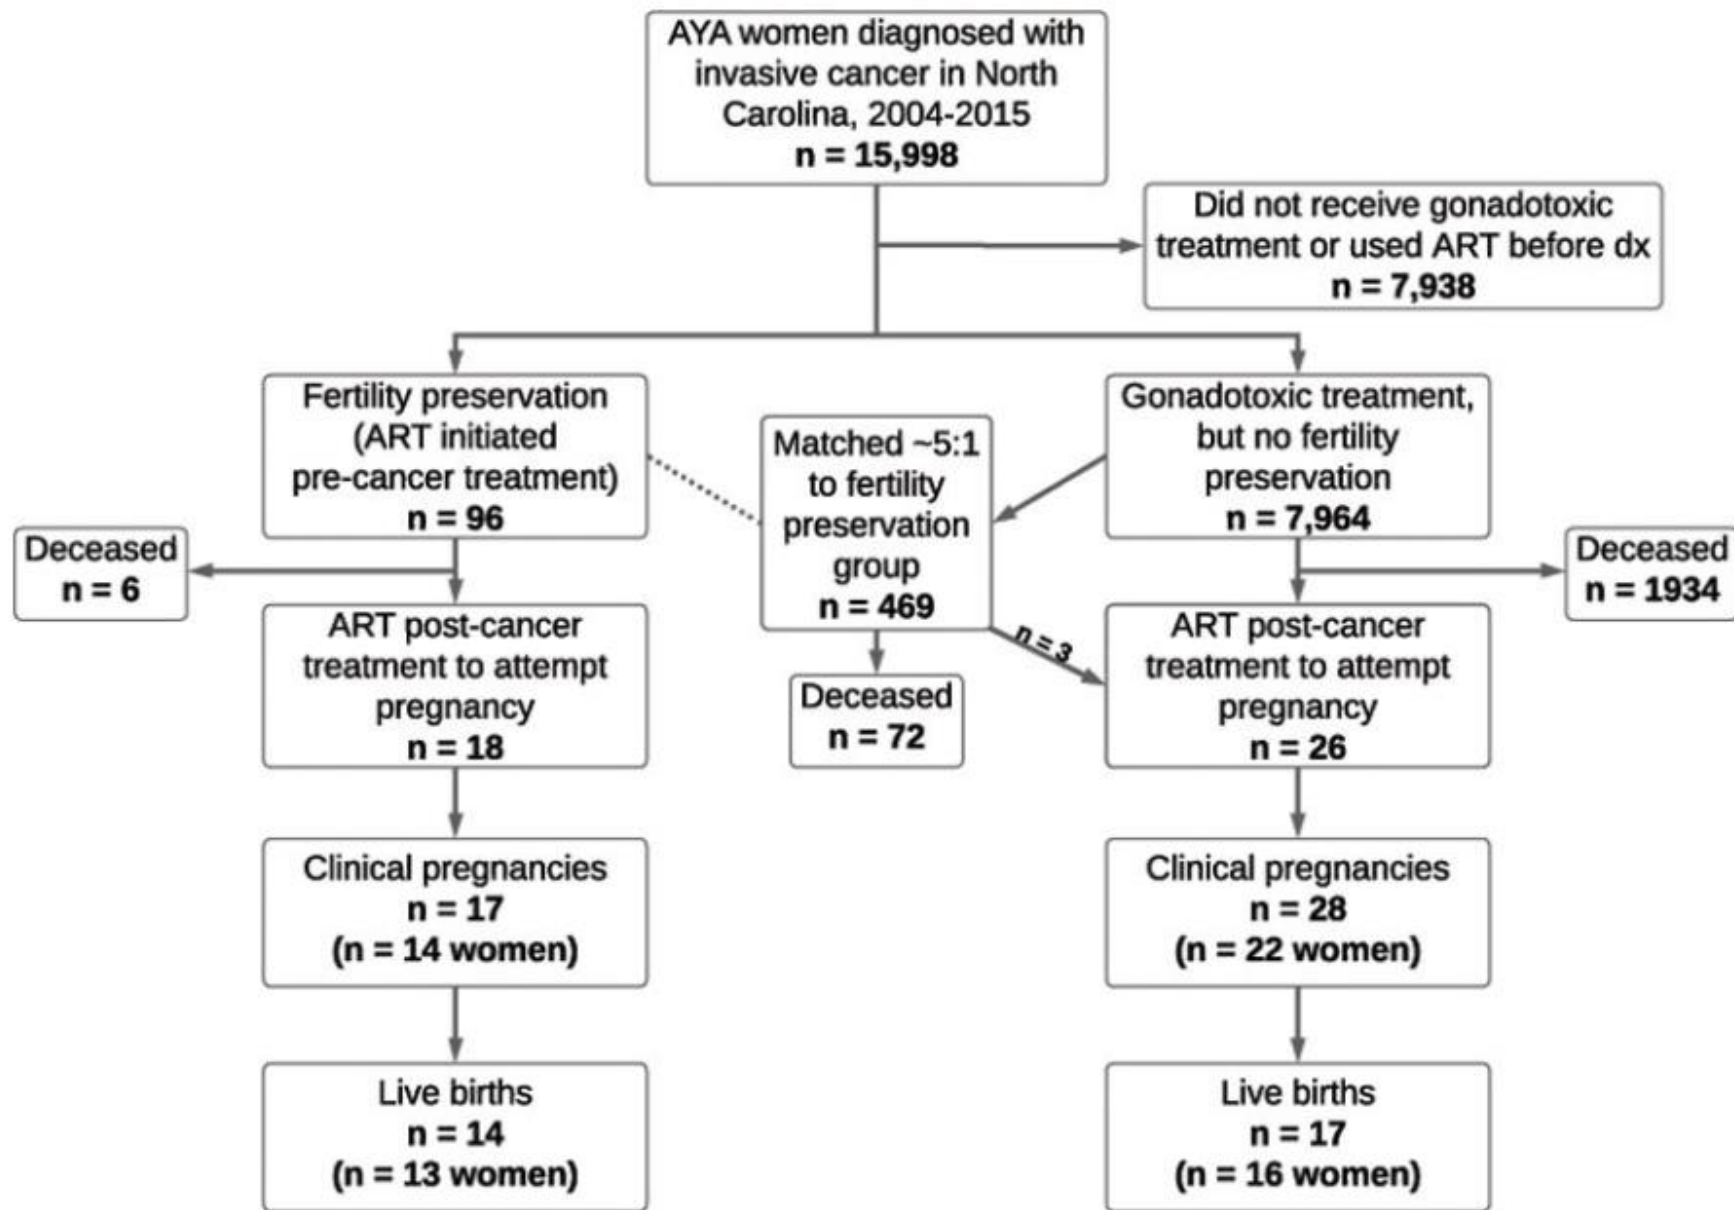 AYA women diagnosed with
invasive cancer in North
Carolina, 2004-2015
n = 15,998
Did not receive gonadotoxic
treatment or used ART before dx
n = 7,938
Fertility preservation
(ART initiated
pre-cancer treatment)
n = 96
Matched ~5:1
to fertility
preservation
group
n = 469
Gonadotoxic treatment,
but no fertility
preservation
n = 7,964
Deceased
n = 6
Deceased
n = 1934
ART post-cancer
treatment to attempt
pregnancy
n = 18
Deceased
n = 72
n = 3
ART post-cancer
treatment to attempt
pregnancy
n = 26
Clinical pregnancies
n = 17
(n = 14 women)
Clinical pregnancies
n = 28
(n = 22 women)
Live births
n = 14
(n = 13 women)
Live births
n = 17
(n = 16 women)